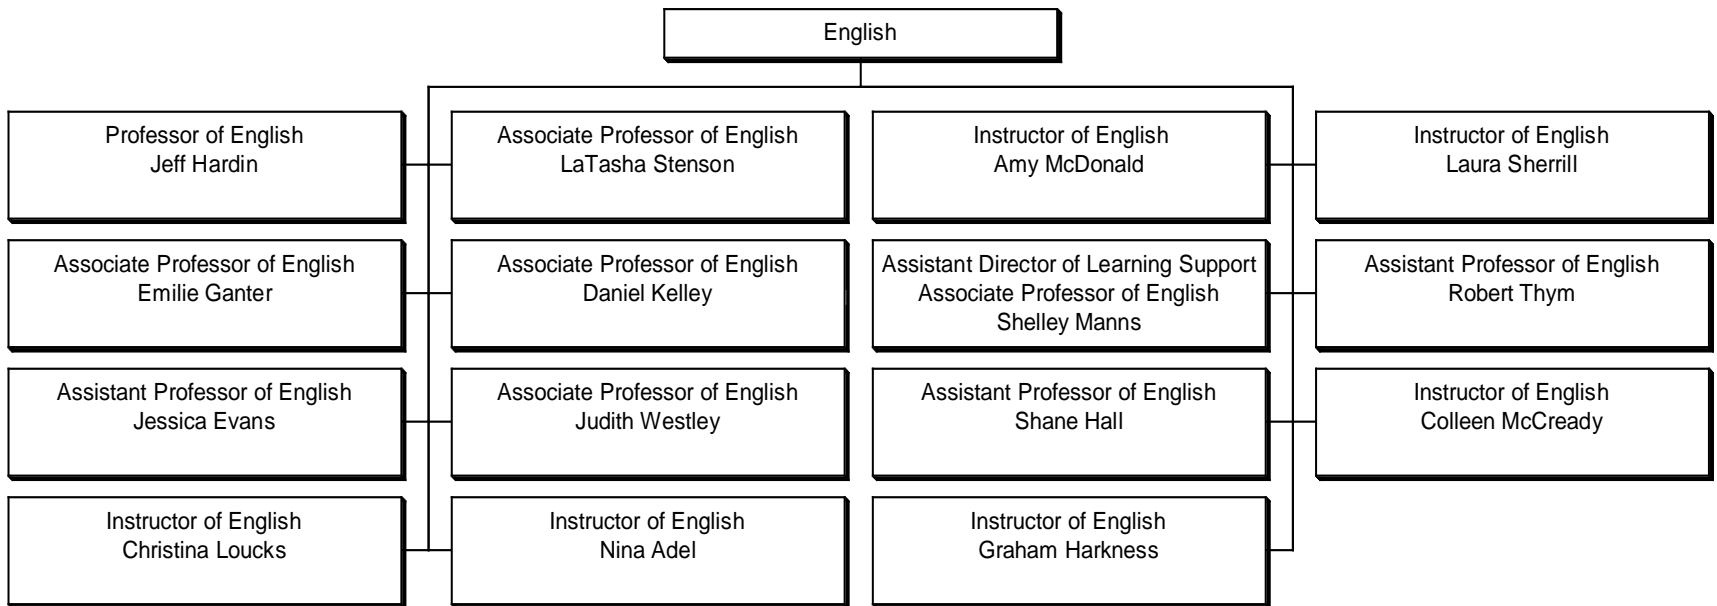 English
Professor of English
Jeff Hardin
Associate Professor of English
LaTasha Stenson
Instructor of English
Amy McDonald
Instructor of English
Laura Sherrill
Associate Professor of English
Emilie Ganter
Associate Professor of English
Daniel Kelley
Assistant Director of Learning Support
Associate Professor of English
Shelley Manns
Assistant Professor of English
Robert Thym
Assistant Professor of English
Jessica Evans
Associate Professor of English
Judith Westley
Assistant Professor of English
Shane Hall
Instructor of English
Colleen McCready
Instructor of English
Christina Loucks
Instructor of English
Nina Adel
Instructor of English
Graham Harkness